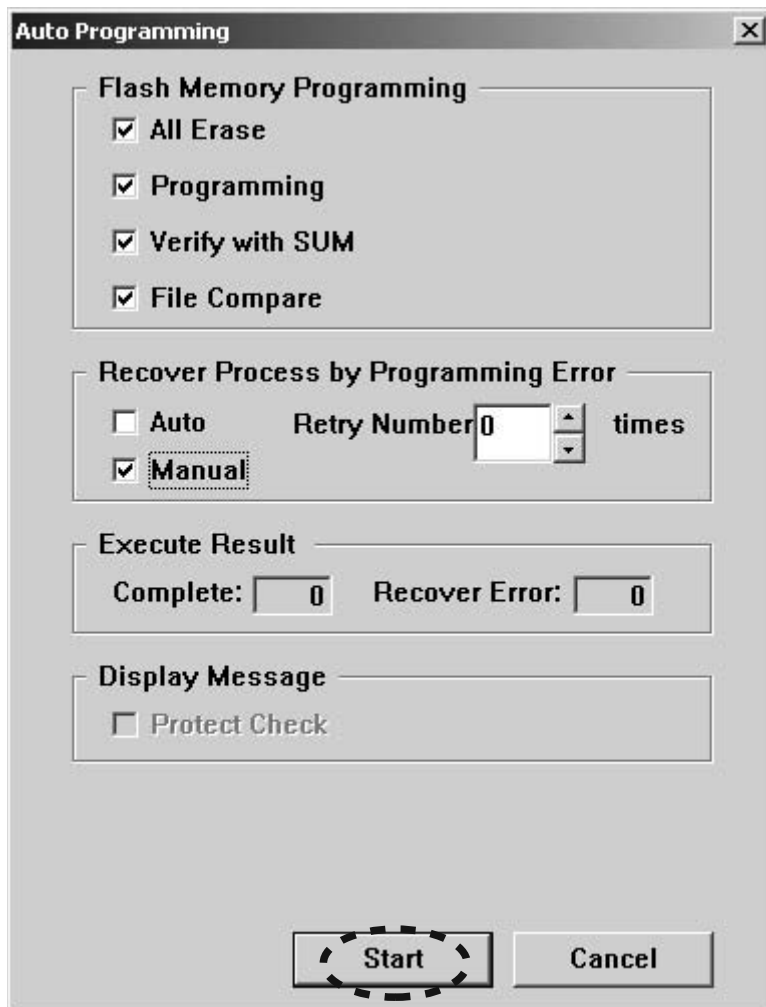 Auto Programming
Flash Memory Programming
All Erase
Programming
Verify with SUM
File Compare
Recover Process by Programming Error
Auto Retry Number 0 times
Manual
Execute Result
Complete: 0 Recover Error: 0
Display Message
Protect Check
Start Cancel